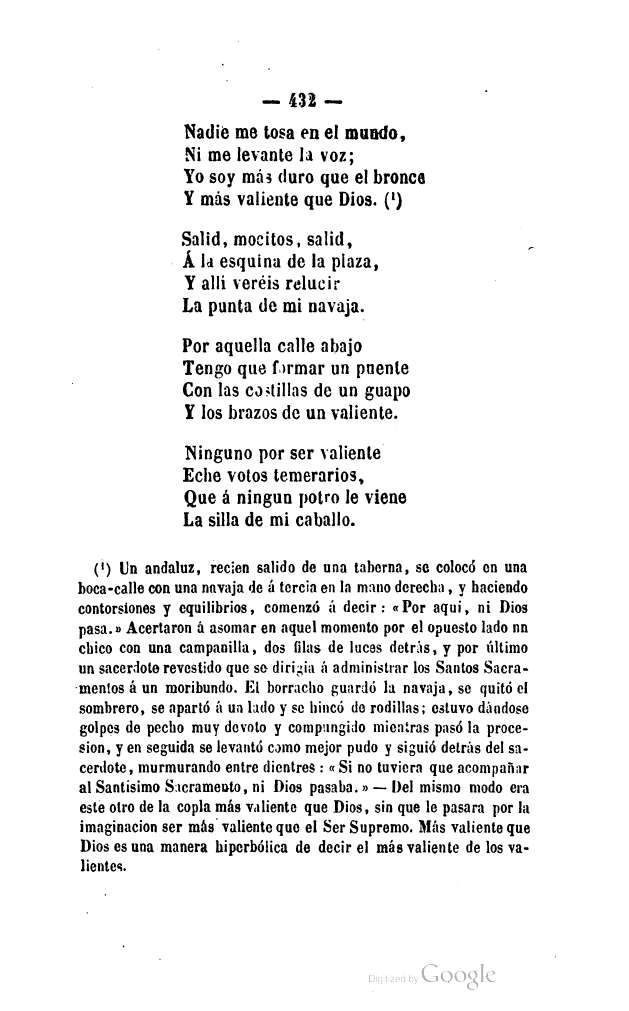 — 432 —
Nadie me tosa en el mundo,
Ni me levante la voz;
Yo soy más duro que el bronce
Y más valiente que Dios. (¹)
Salid, mocitos, salid,
Á la esquina de la plaza,
Y alli veréis relucir
La punta de mi navaja.
Por aquella calle abajo
Tengo que formar un puente
Con las costillas de un guapo
Y los brazos de un valiente.
Ninguno por ser valiente
Eche votos temerarios,
Que á ningun potro le viene
La silla de mi caballo.
(¹) Un andaluz, recien salido de una taberna, se colocó en una
boca-calle con una navaja de á tercia en la mano derecha, y haciendo
contorsiones y equilibrios, comenzó á decir: «Por aqui, ni Dios
pasa.» Acertaron á asomar en aquel momento por el opuesto lado nn
chico con una campanilla, dos filas de luces detrás, y por último
un sacerdote revestido que se dirigia á administrar los Santos Sacra-
mentos á un moribundo. El borracho guardó la navaja, se quitó el
sombrero, se apartó á un lado y se hincó de rodillas; estuvo dándose
golpes de pecho muy devoto y compungido mientras pasó la proce-
sion, y en seguida se levantó como mejor pudo y siguió detrás del sa-
cerdote, murmurando entre dientres: «Si no tuviera que acompañar
al Santisimo Sacramento, ni Dios pasaba.» — Del mismo modo era
este otro de la copla más valiente que Dios, sin que le pasara por la
imaginacion ser más valiente que el Ser Supremo. Más valiente que
Dios es una manera hiperbólica de decir el más valiente de los va-
lientes.
Digitized by Google